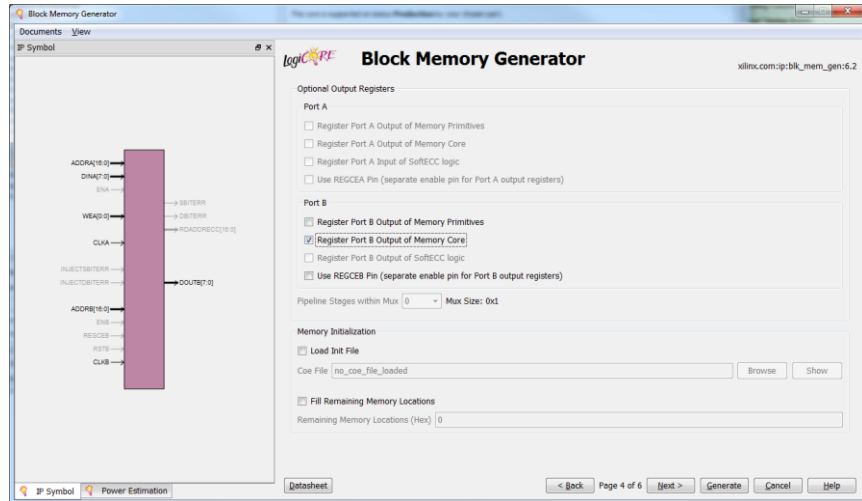 Block Memory Generator
Documents View
IP Symbol
ADDRA[16:0]
DINA[7:0]
ENA
SBITERR
WEA[0:0]
DBITERR
RDADDRECC[16:0]
CLKA
INJECTSBITERR
INJECTDBITERR
DOUTB[7:0]
ADDRB[16:0]
ENB
REGCEB
RSTB
CLKB
IP Symbol
Power Estimation
LogiCORE
Block Memory Generator
xilinx.com:ip:blk_mem_gen:6.2
Optional Output Registers
Port A
Register Port A Output of Memory Primitives
Register Port A Output of Memory Core
Register Port A Input of SoftECC logic
Use REGCEA Pin (separate enable pin for Port A output registers)
Port B
Register Port B Output of Memory Primitives
Register Port B Output of Memory Core
Register Port B Output of SoftECC logic
Use REGCEB Pin (separate enable pin for Port B output registers)
Pipeline Stages within Mux 0 Mux Size: 0x1
Memory Initialization
Load Init File
Coe File no_coe_file_loaded Browse Show
Fill Remaining Memory Locations
Remaining Memory Locations (Hex) 0
Datasheet < Back Page 4 of 6 Next > Generate Cancel Help